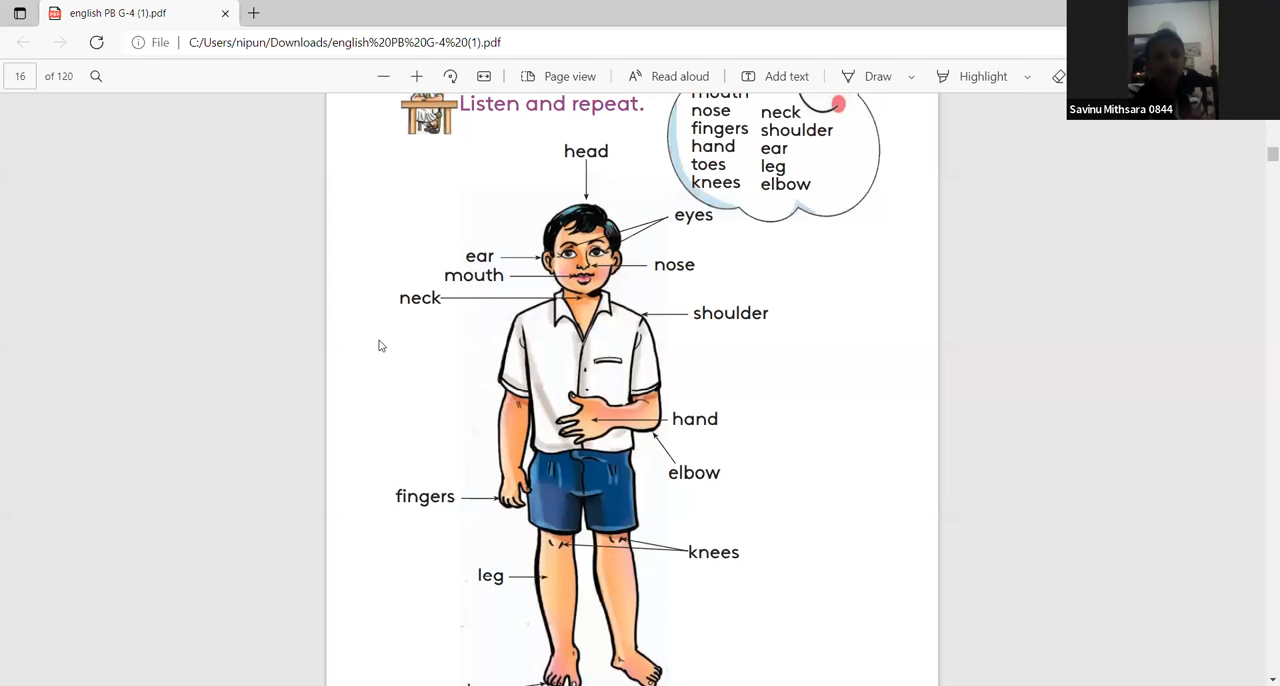 english PB G-4 (1).pdf
File
C:/Users/nipun/Downloads/english%20PB%20G-4%20(1).pdf
16 of 120
Page view
Read aloud
Add text
Draw
Highlight
Savinu Mithsara 0844
Listen and repeat.
mouth
nose
fingers
hand
toes
knees
neck
shoulder
ear
leg
elbow
head
eyes
ear
nose
mouth
neck
shoulder
hand
elbow
fingers
knees
leg